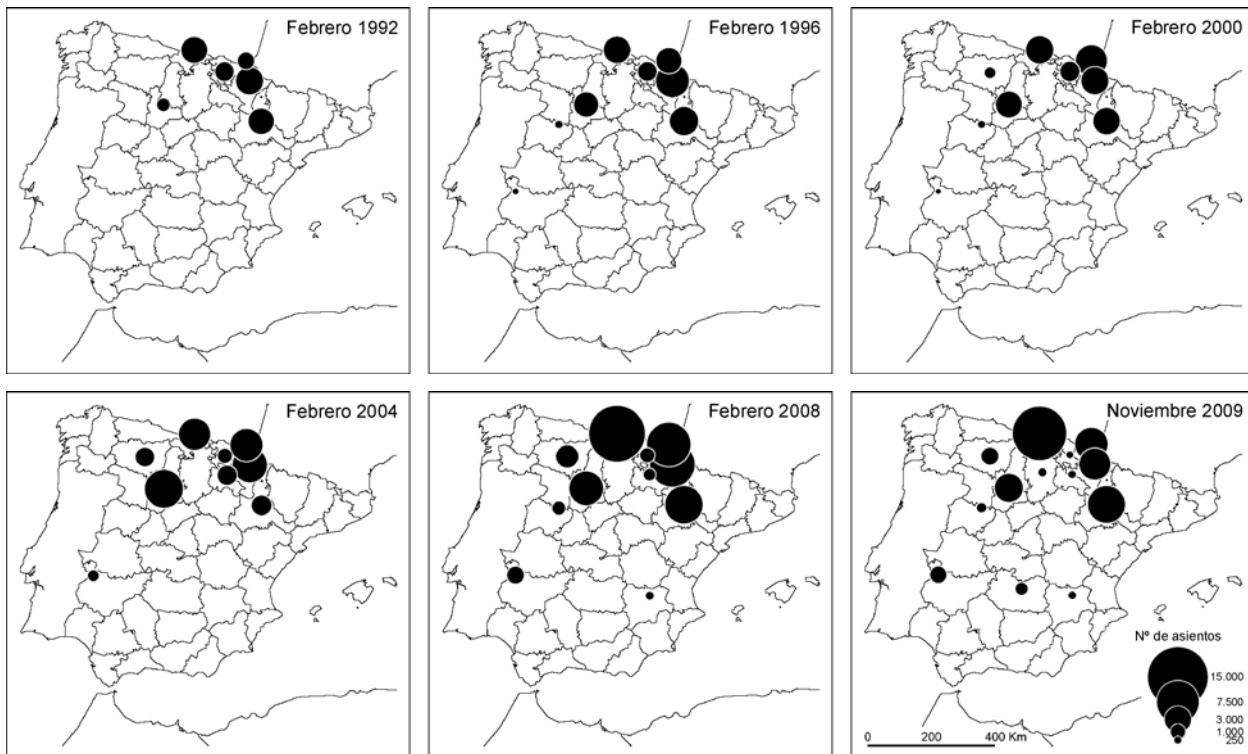 Febrero 1992
Febrero 1996
Febrero 2000
Febrero 2004
Febrero 2008
Noviembre 2009
Nº de asientos
15.000
7.500
3.000
1.000
250
0 200 400 Km